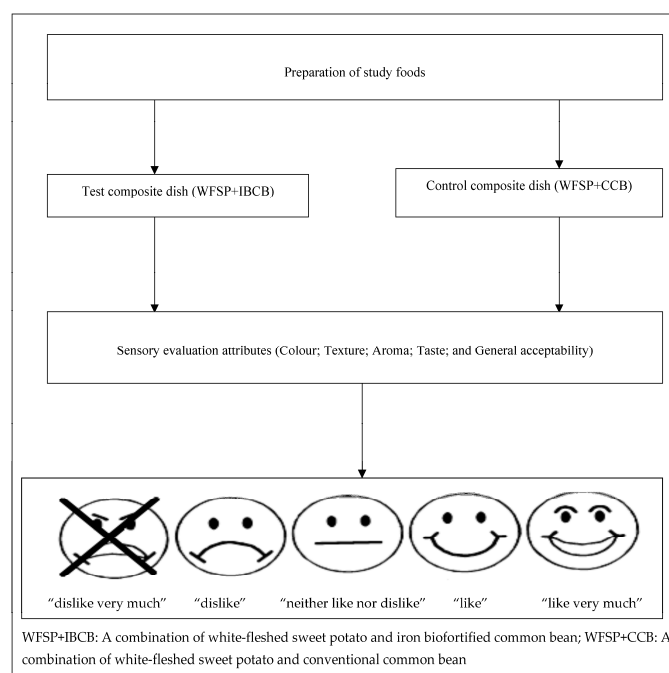 Preparation of study foods
Test composite dish (WFSP+IBCB)
Control composite dish (WFSP+CCB)
Sensory evaluation attributes (Colour; Texture; Aroma; Taste; and General acceptability)
“dislike very much” “dislike” “neither like nor dislike” “like” “like very much”
WFSP+IBCB: A combination of white-fleshed sweet potato and iron biofortified common bean; WFSP+CCB: A
combination of white-fleshed sweet potato and conventional common bean